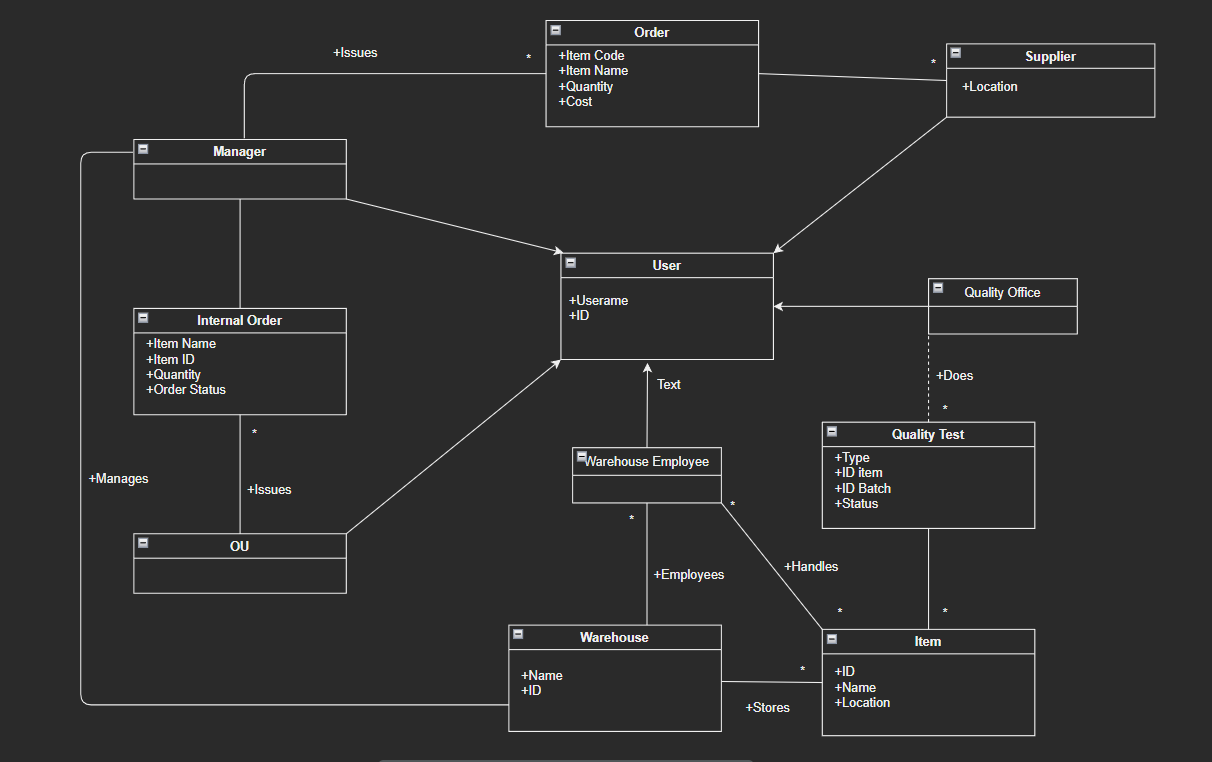 Order
+Item Code
+Item Name
+Quantity
+Cost
+Issues
*
*
Supplier
+Location
Manager
User
+Userame
+ID
Quality Office
Internal Order
+Item Name
+Item ID
+Quantity
+Order Status
+Does
*
Text
*
Quality Test
+Type
+ID item
+ID Batch
+Status
Warehouse Employee
+Manages
+Issues
*
*
OU
+Handles
+Employees
*
*
Warehouse
+Name
+ID
Item
+ID
+Name
+Location
*
+Stores